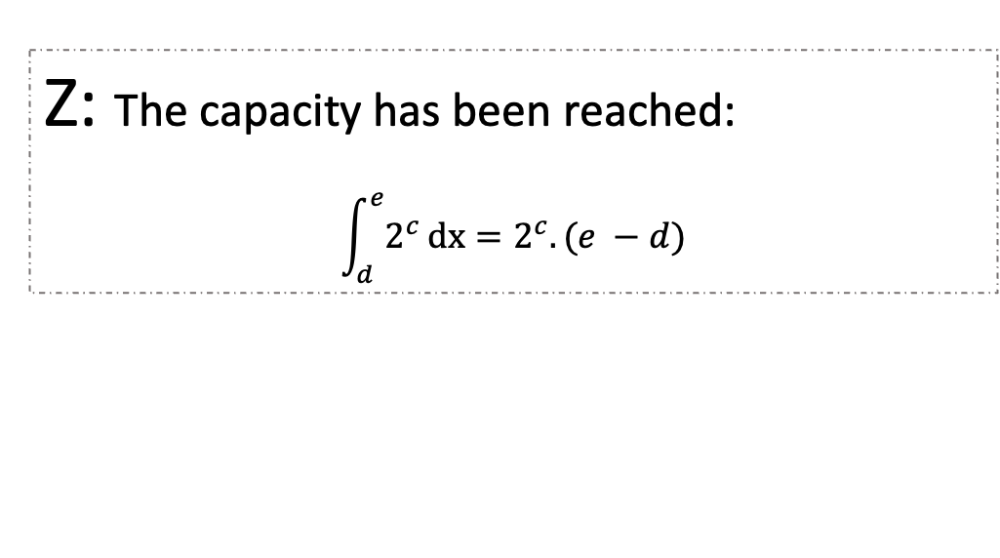 Z: The capacity has been reached:
∫_d^e 2^c dx = 2^c. (e − d)